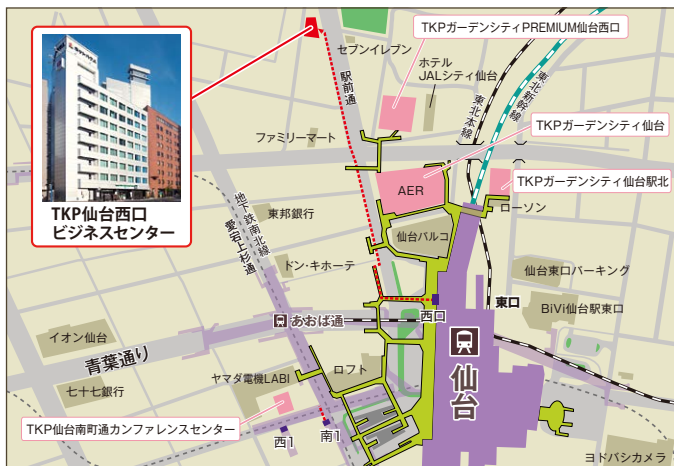 TKPガーデンシティPREMIUM仙台西口
セブンイレブン
ホテル
JALシティ仙台
駅前通
東北新幹線
東北本線
ファミリーマート
TKPガーデンシティ仙台
AER
TKPガーデンシティ仙台駅北
ローソン
TKP仙台西口
ビジネスセンター
地下鉄南北線
愛宕上杉通
東邦銀行
仙台パルコ
ドン・キホーテ
仙台東口パーキング
東口
西口
BiVi仙台駅東口
あおば通
イオン仙台
青葉通り
仙台
ロフト
ヤマダ電機LABI
七十七銀行
TKP仙台南町通カンファレンスセンター
西1
南1
ヨドバシカメラ